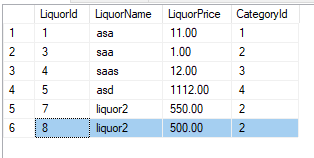 LiquorId LiquorName LiquorPrice CategoryId
1 1 asa 11.00 1
2 3 saa 1.00 2
3 4 saas 12.00 3
4 5 asd 1112.00 4
5 7 liquor2 550.00 2
6 8 liquor2 500.00 2